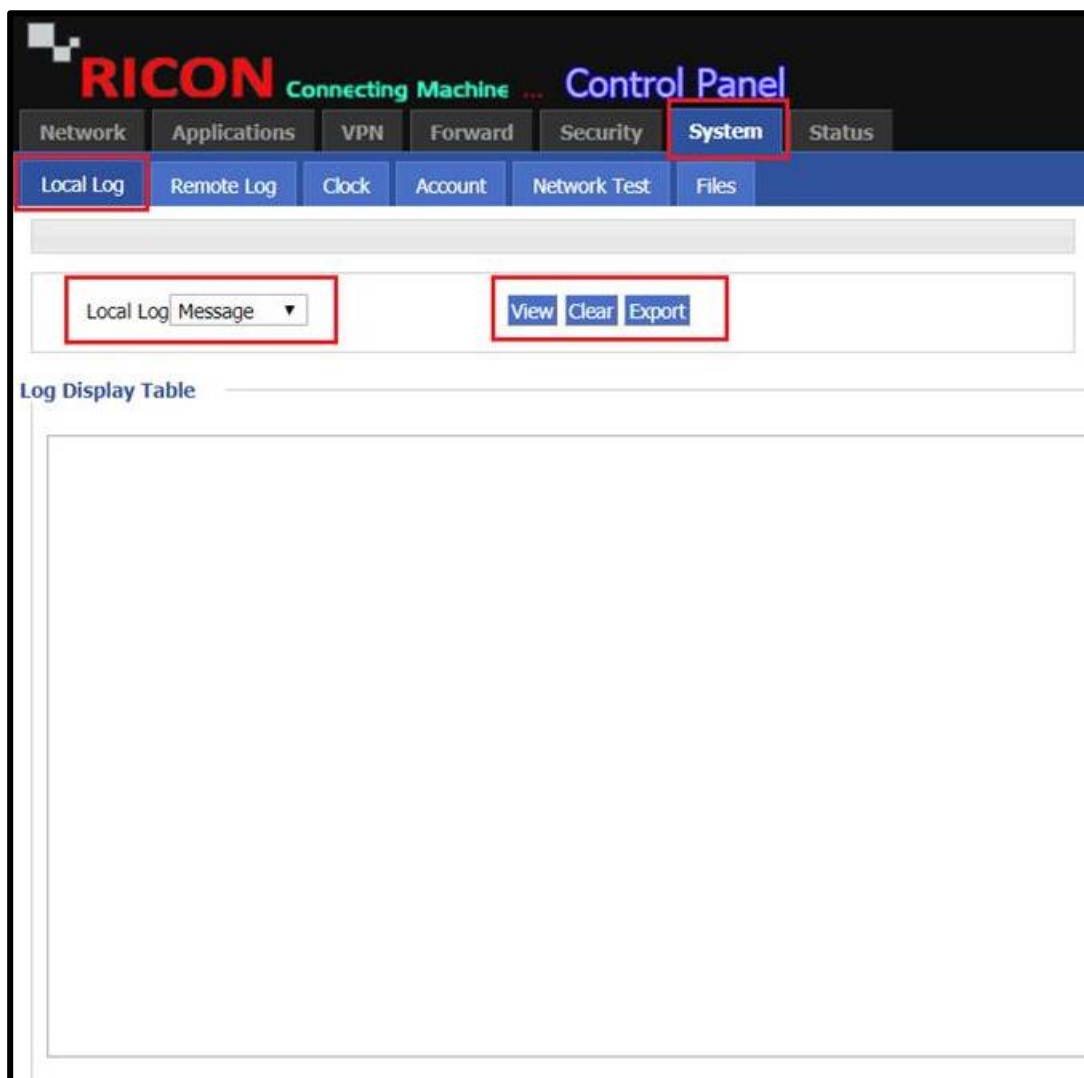 RICON Connecting Machine ... Control Panel
Network Applications VPN Forward Security System Status
Local Log Remote Log Clock Account Network Test Files
Local Log Message View Clear Export
Log Display Table